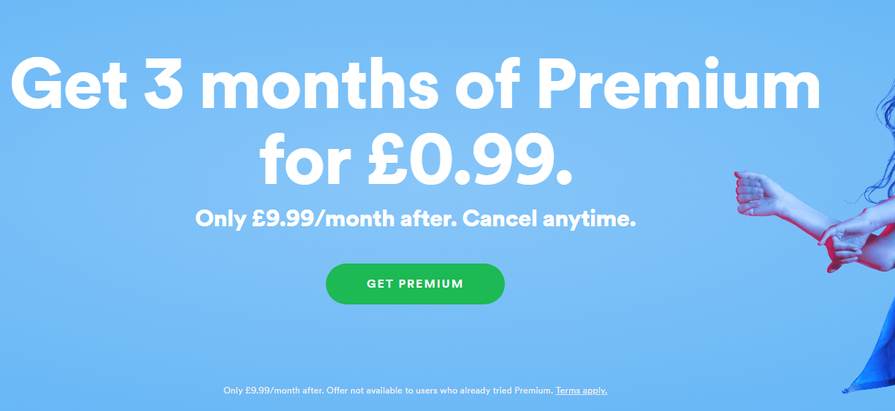 Get 3 months of Premium
for £0.99.
Only £9.99/month after. Cancel anytime.
GET PREMIUM
Only £9.99/month after. Offer not available to users who already tried Premium. Terms apply.